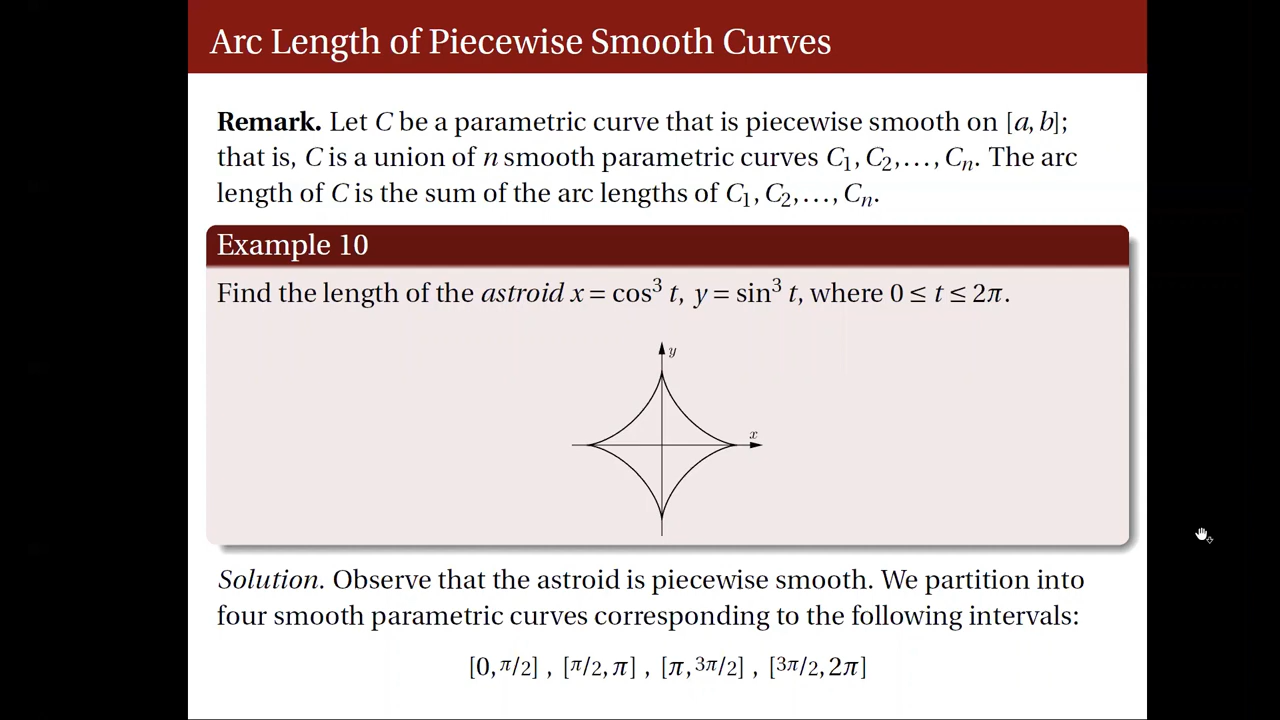 Arc Length of Piecewise Smooth Curves
Remark. Let C be a parametric curve that is piecewise smooth on [a, b];
that is, C is a union of n smooth parametric curves C₁, C₂, . . . , Cₙ. The arc
length of C is the sum of the arc lengths of C₁, C₂, . . . , Cₙ.
Example 10
Find the length of the astroid x = cos³ t, y = sin³ t, where 0 ≤ t ≤ 2π.
y
x
Solution. Observe that the astroid is piecewise smooth. We partition into
four smooth parametric curves corresponding to the following intervals:
[0, π/2] , [π/2, π] , [π, 3π/2] , [3π/2, 2π]